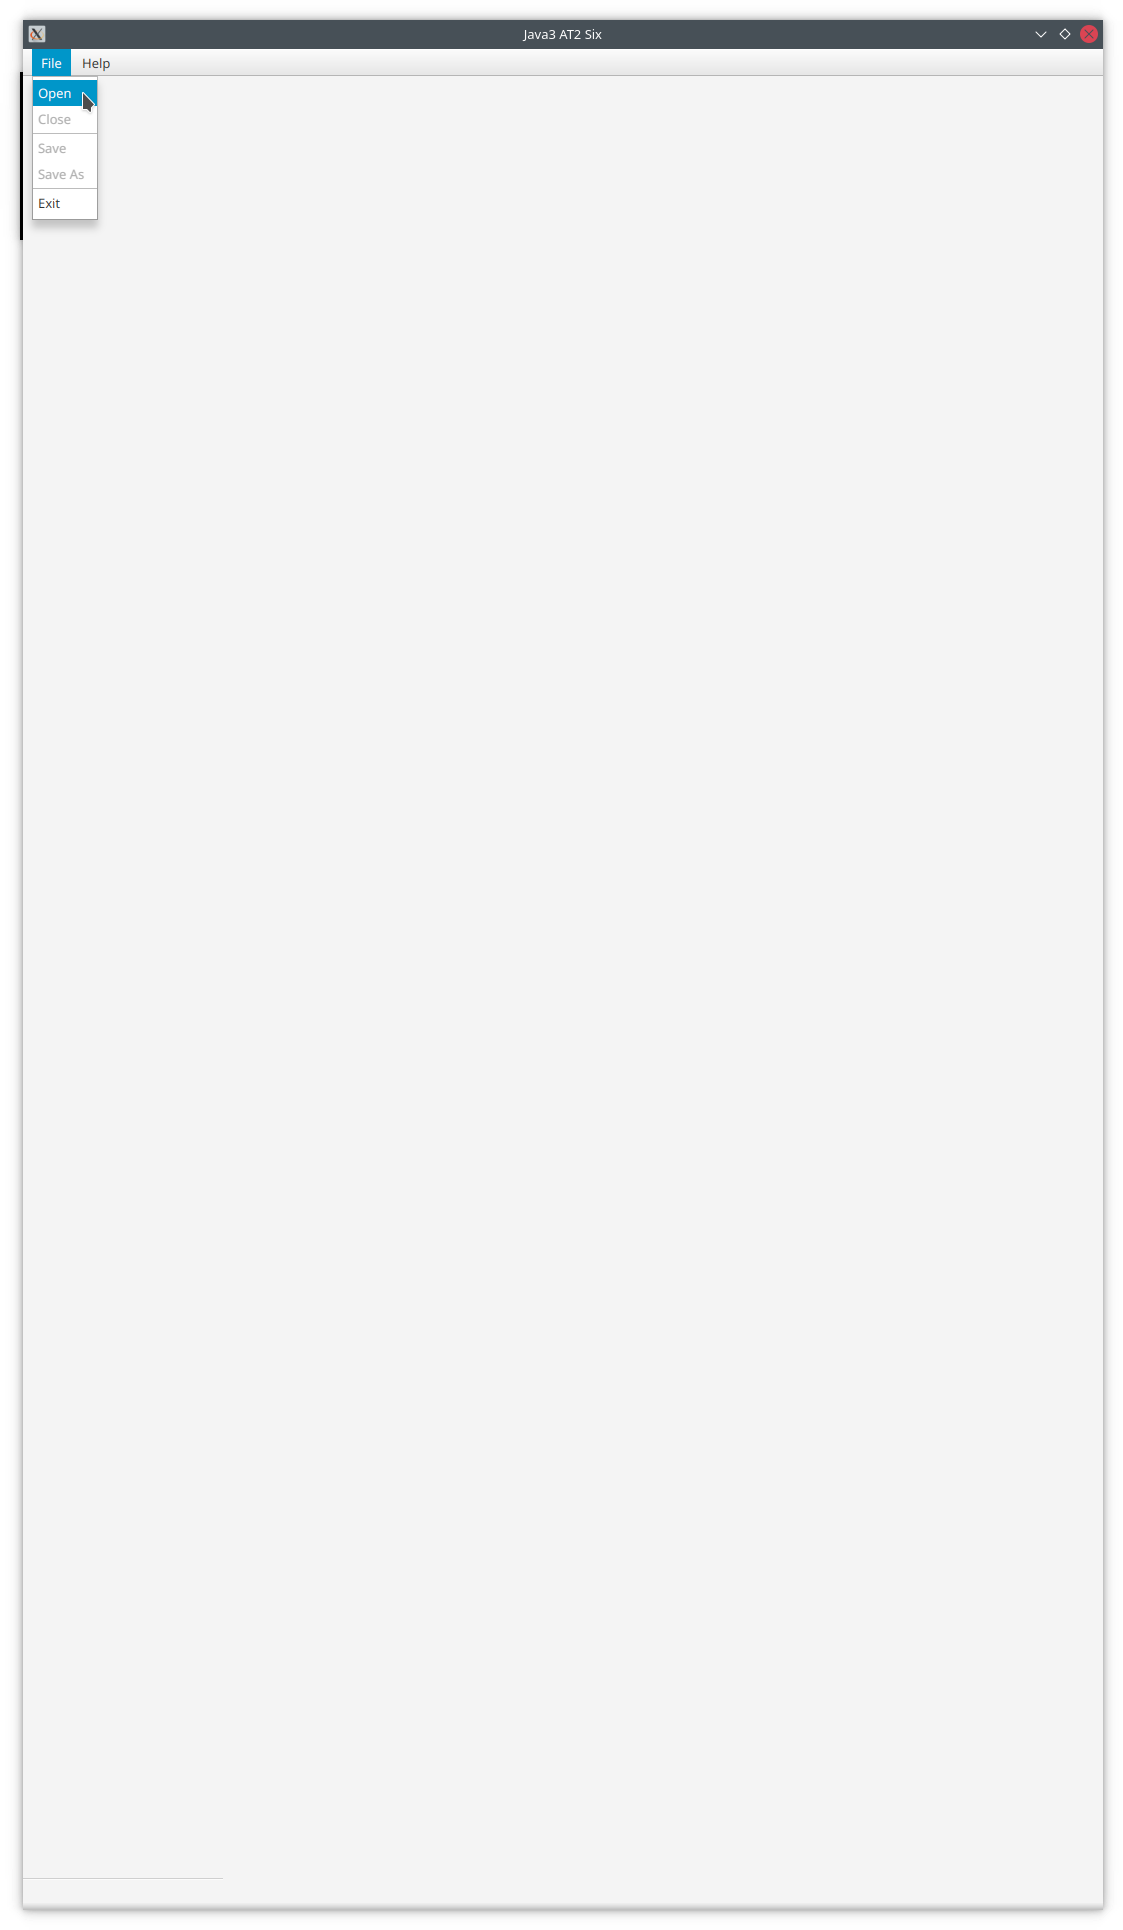 Java3 AT2 Six
File Help
Open
Close
Save
Save As
Exit